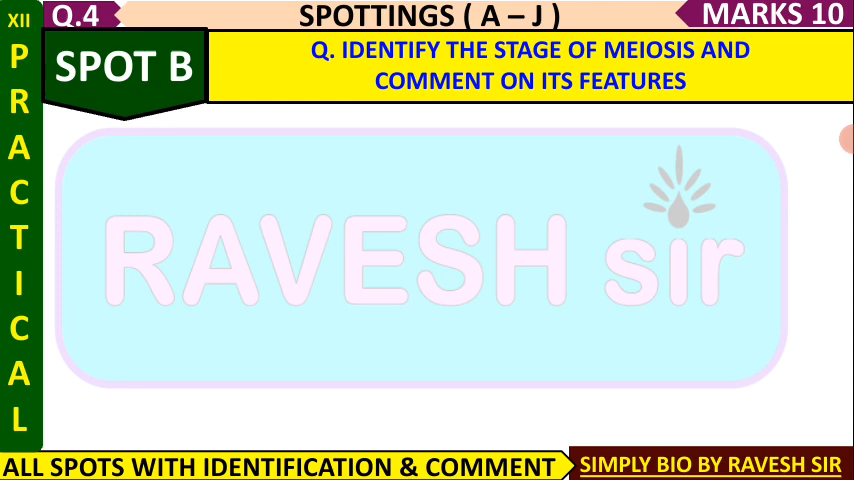 XII
PRACTICAL
Q.4
SPOTTINGS ( A – J )
MARKS 10
SPOT B
Q. IDENTIFY THE STAGE OF MEIOSIS AND
COMMENT ON ITS FEATURES
RAVESH sir
ALL SPOTS WITH IDENTIFICATION & COMMENT
SIMPLY BIO BY RAVESH SIR